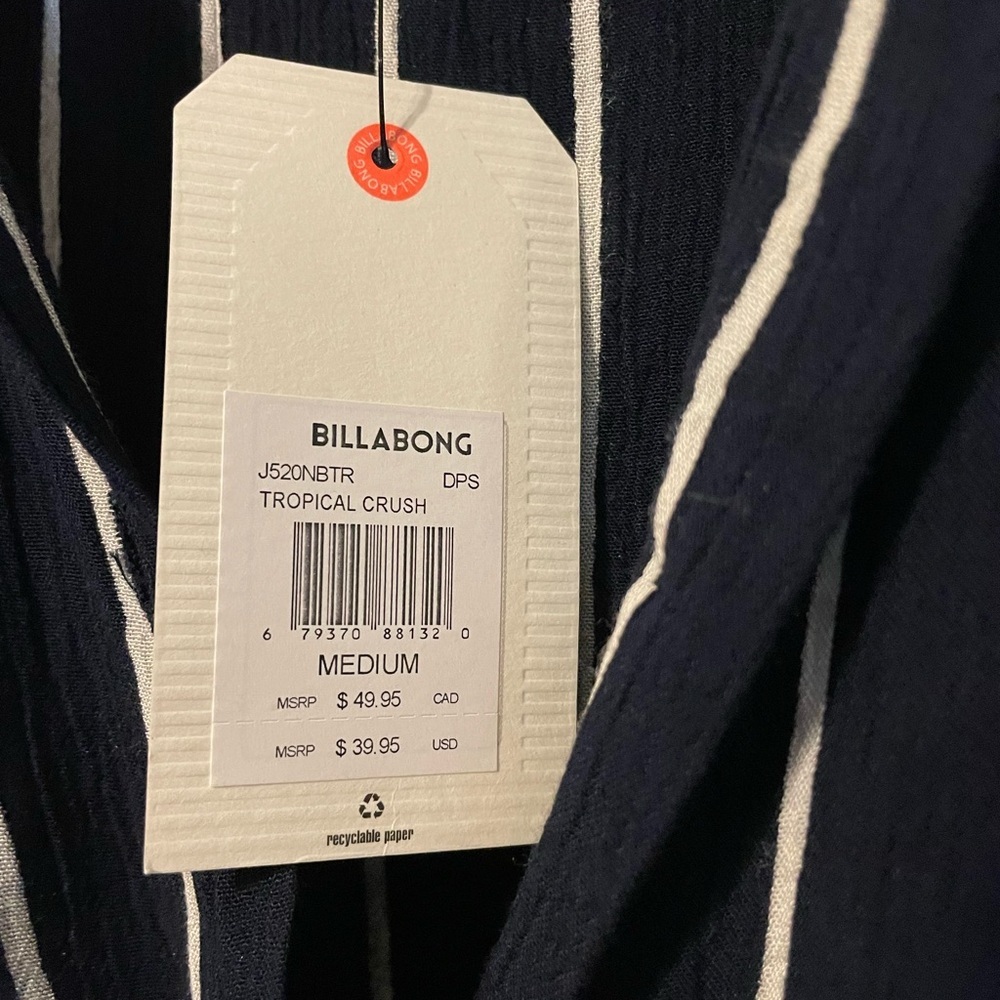 BILLABONG BILLABONG
BILLABONG
J520NBTR DPS
TROPICAL CRUSH
6 79370 88132 0
MEDIUM
MSRP $ 49.95 CAD
MSRP $ 39.95 USD
recyclable paper